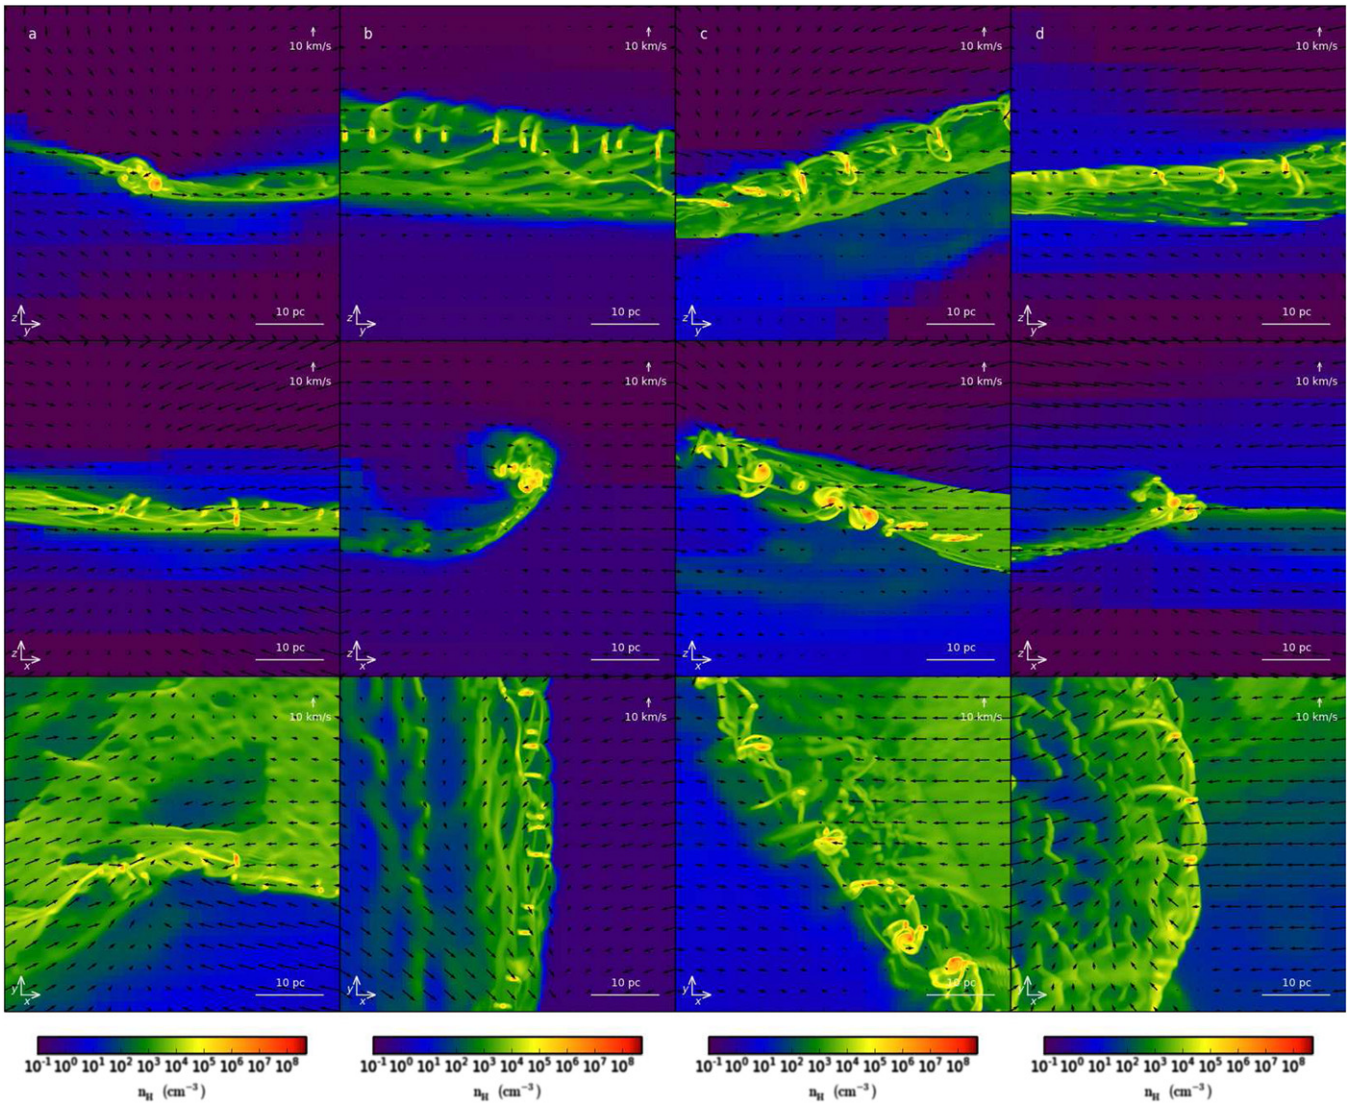 a b c d
10 km/s 10 km/s 10 km/s 10 km/s
z y 10 pc z y 10 pc z y 10 pc z y 10 pc
10 km/s 10 km/s 10 km/s 10 km/s
z x 10 pc z x 10 pc z x 10 pc z x 10 pc
10 km/s 10 km/s 10 km/s 10 km/s
y x 10 pc y x 10 pc y x 10 pc y x 10 pc
10⁻¹ 10⁰ 10¹ 10² 10³ 10⁴ 10⁵ 10⁶ 10⁷ 10⁸ 10⁻¹ 10⁰ 10¹ 10² 10³ 10⁴ 10⁵ 10⁶ 10⁷ 10⁸ 10⁻¹ 10⁰ 10¹ 10² 10³ 10⁴ 10⁵ 10⁶ 10⁷ 10⁸ 10⁻¹ 10⁰ 10¹ 10² 10³ 10⁴ 10⁵ 10⁶ 10⁷ 10⁸
n_H (cm⁻³) n_H (cm⁻³) n_H (cm⁻³) n_H (cm⁻³)